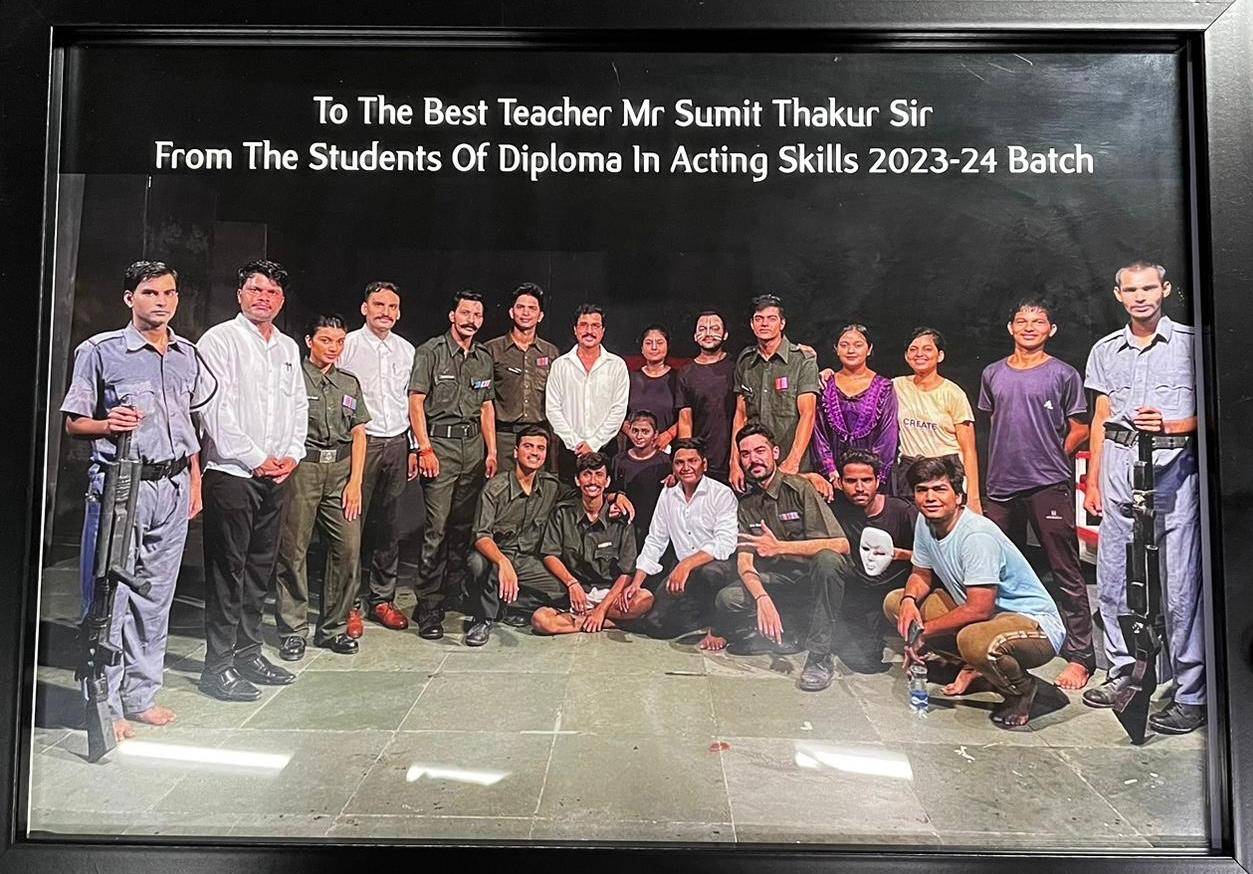 To The Best Teacher Mr Sumit Thakur Sir
From The Students Of Diploma In Acting Skills 2023-24 Batch
CREATE